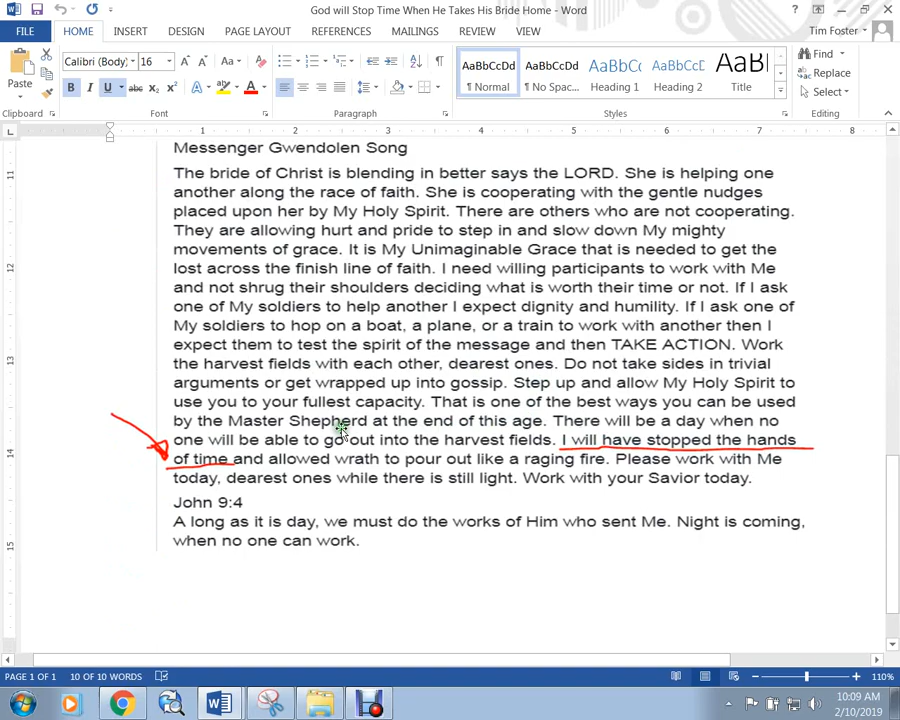 God will Stop Time When He Takes His Bride Home - Word
FILE HOME INSERT DESIGN PAGE LAYOUT REFERENCES MAILINGS REVIEW VIEW Tim Foster
Paste Calibri (Body) 16 AaBbCcDd AaBbCcDd AaBbCc AaBbCcD AaBl Find
B I U abc x₂ x² A A ¶ Normal ¶ No Spac... Heading 1 Heading 2 Title Replace
Select
Clipboard Font Paragraph Styles Editing
1 2 3 4 5 6 7 8
Messenger Gwendolen Song
The bride of Christ is blending in better says the LORD. She is helping one
another along the race of faith. She is cooperating with the gentle nudges
placed upon her by My Holy Spirit. There are others who are not cooperating.
They are allowing hurt and pride to step in and slow down My mighty
movements of grace. It is My Unimaginable Grace that is needed to get the
lost across the finish line of faith. I need willing participants to work with Me
and not shrug their shoulders deciding what is worth their time or not. If I ask
one of My soldiers to help another I expect dignity and humility. If I ask one of
My soldiers to hop on a boat, a plane, or a train to work with another then I
expect them to test the spirit of the message and then TAKE ACTION. Work
the harvest fields with each other, dearest ones. Do not take sides in trivial
arguments or get wrapped up into gossip. Step up and allow My Holy Spirit to
use you to your fullest capacity. That is one of the best ways you can be used
by the Master Shepherd at the end of this age. There will be a day when no
one will be able to go out into the harvest fields. I will have stopped the hands
of time and allowed wrath to pour out like a raging fire. Please work with Me
today, dearest ones while there is still light. Work with your Savior today.
John 9:4
A long as it is day, we must do the works of Him who sent Me. Night is coming,
when no one can work.
11
12
13
14
15
PAGE 1 OF 1 10 OF 10 WORDS 110%
10:09 AM
2/10/2019